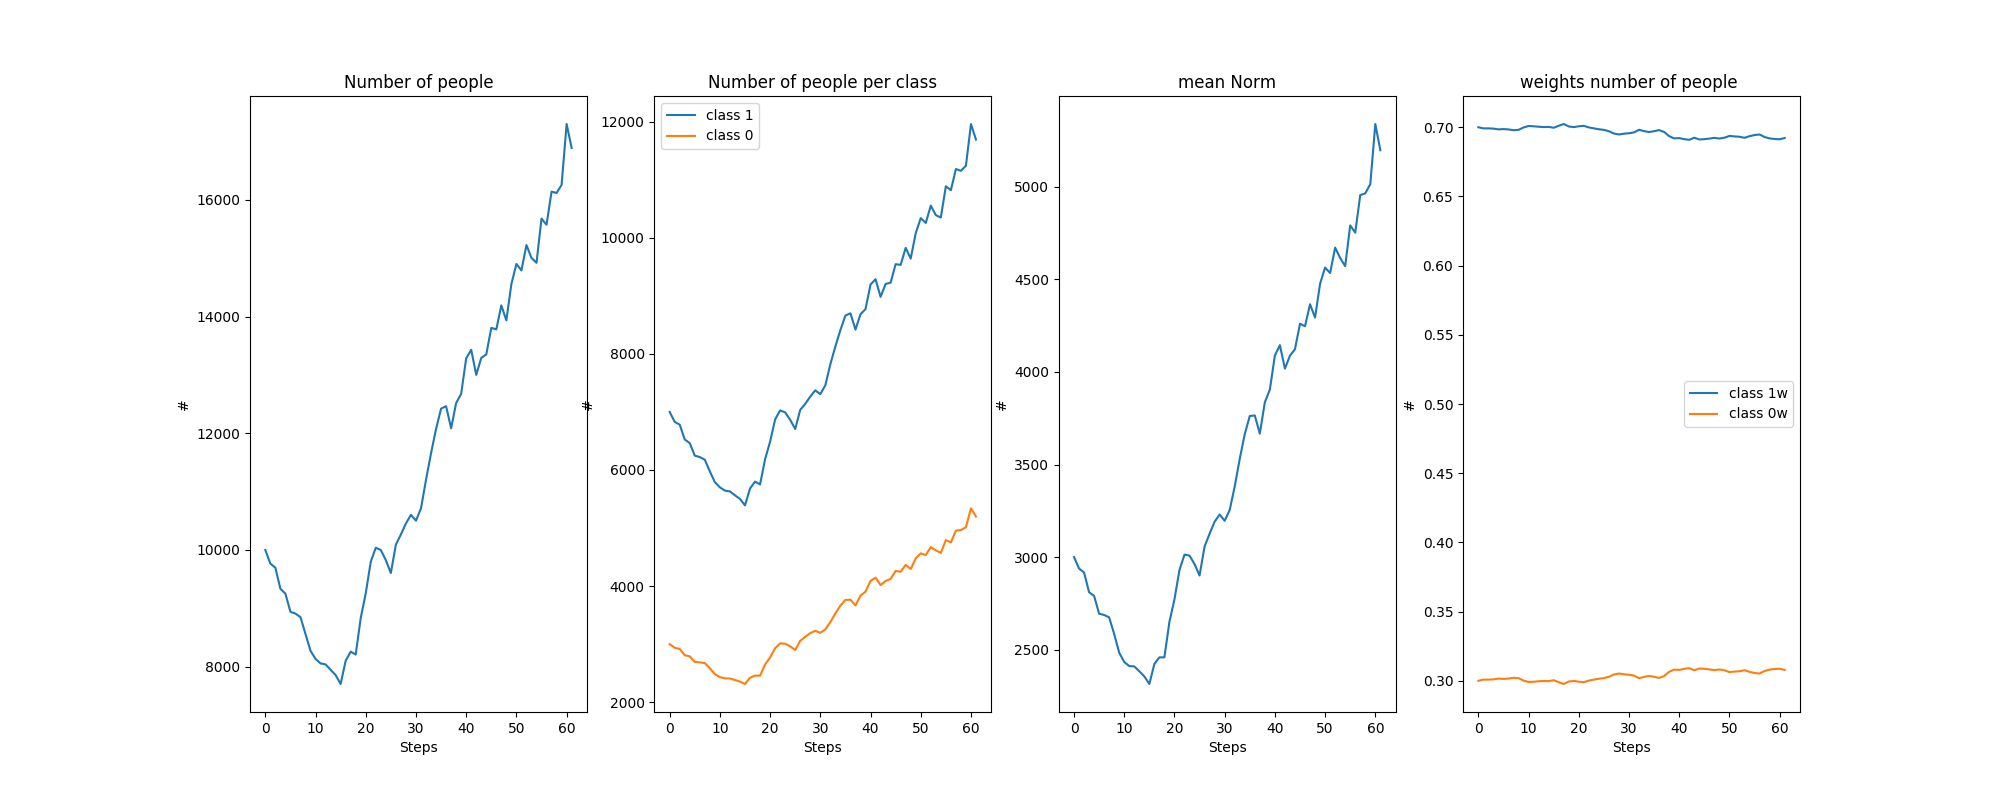 Number of people
16000
14000
12000
10000
8000
#
0 10 20 30 40 50 60
Steps
Number of people per class
class 1
class 0
12000
10000
8000
6000
4000
2000
#
0 10 20 30 40 50 60
Steps
mean Norm
5000
4500
4000
3500
3000
2500
#
0 10 20 30 40 50 60
Steps
weights number of people
0.70
0.65
0.60
0.55
0.50
0.45
0.40
0.35
0.30
#
class 1w
class 0w
0 10 20 30 40 50 60
Steps